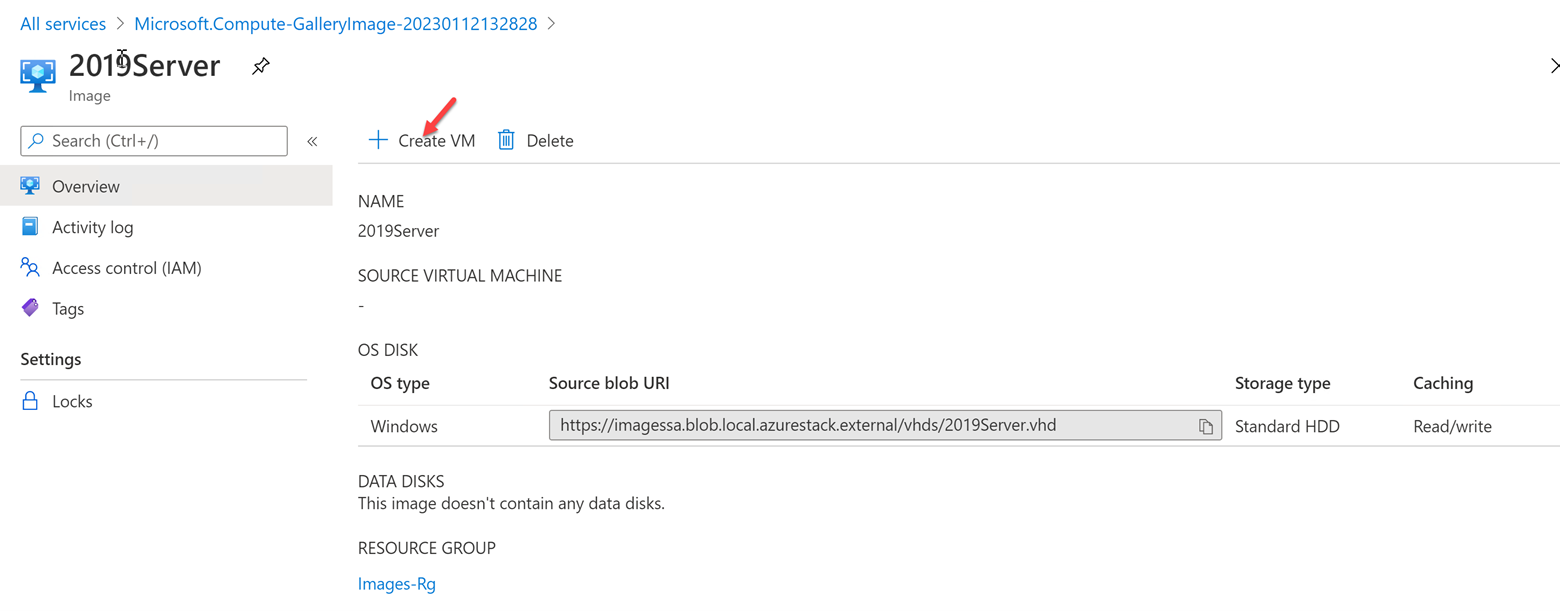 All services > Microsoft.Compute-GalleryImage-20230112132828 >
2019Server
Image
Search (Ctrl+/)
«
Create VM
Delete
Overview
Activity log
Access control (IAM)
Tags
Settings
Locks
NAME
2019Server
SOURCE VIRTUAL MACHINE
-
OS DISK
OS type Source blob URI Storage type Caching
Windows https://imagessa.blob.local.azurestack.external/vhds/2019Server.vhd Standard HDD Read/write
DATA DISKS
This image doesn't contain any data disks.
RESOURCE GROUP
Images-Rg